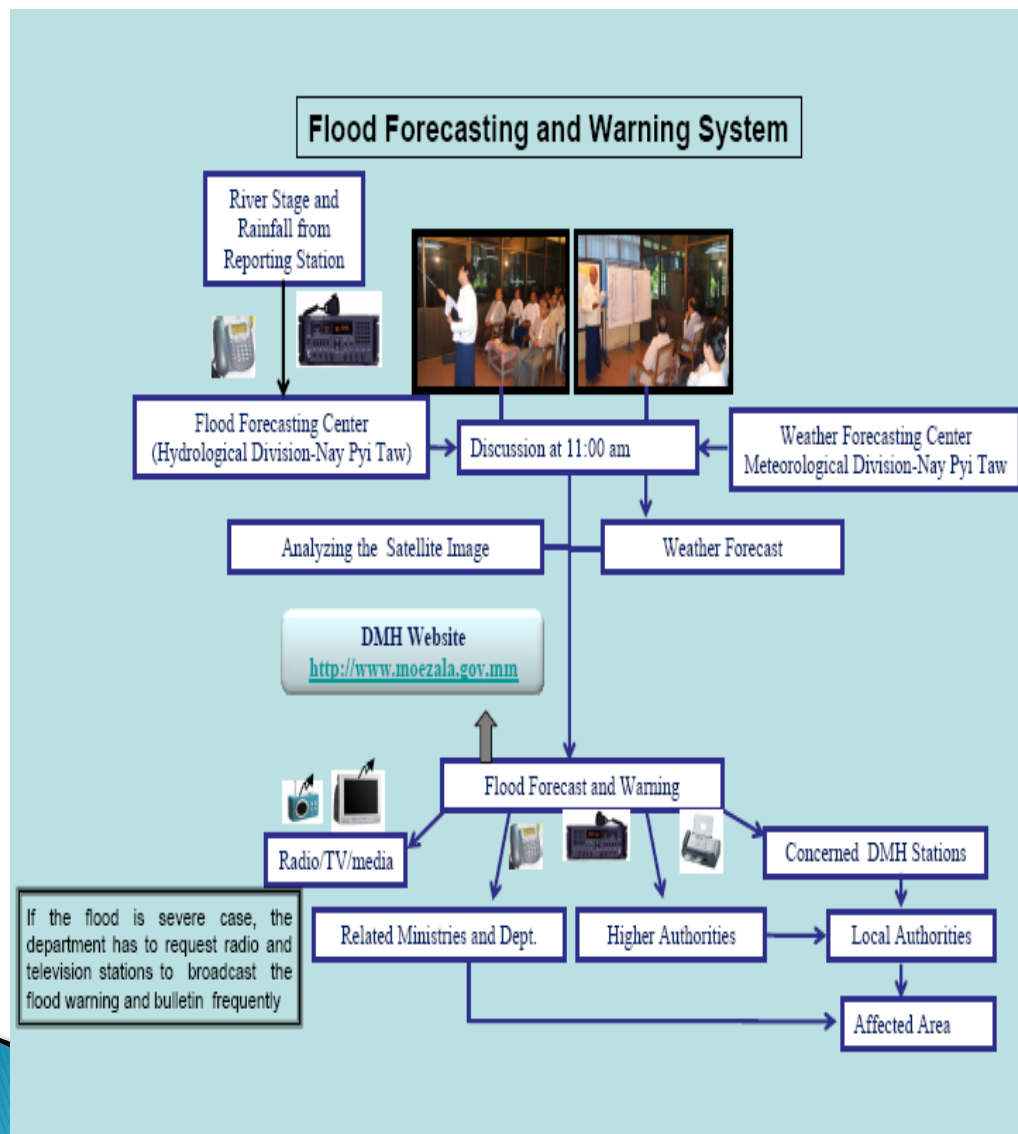 Flood Forecasting and Warning System
River Stage and
Rainfall from
Reporting Station
Flood Forecasting Center
(Hydrological Division-Nay Pyi Taw)
Discussion at 11:00 am
Weather Forecasting Center
Meteorological Division-Nay Pyi Taw
Analyzing the Satellite Image
Weather Forecast
DMH Website
http://www.moezala.gov.mm
Flood Forecast and Warning
Radio/TV/media
Concerned DMH Stations
If the flood is severe case, the
department has to request radio and
television stations to broadcast the
flood warning and bulletin frequently
Related Ministries and Dept.
Higher Authorities
Local Authorities
Affected Area